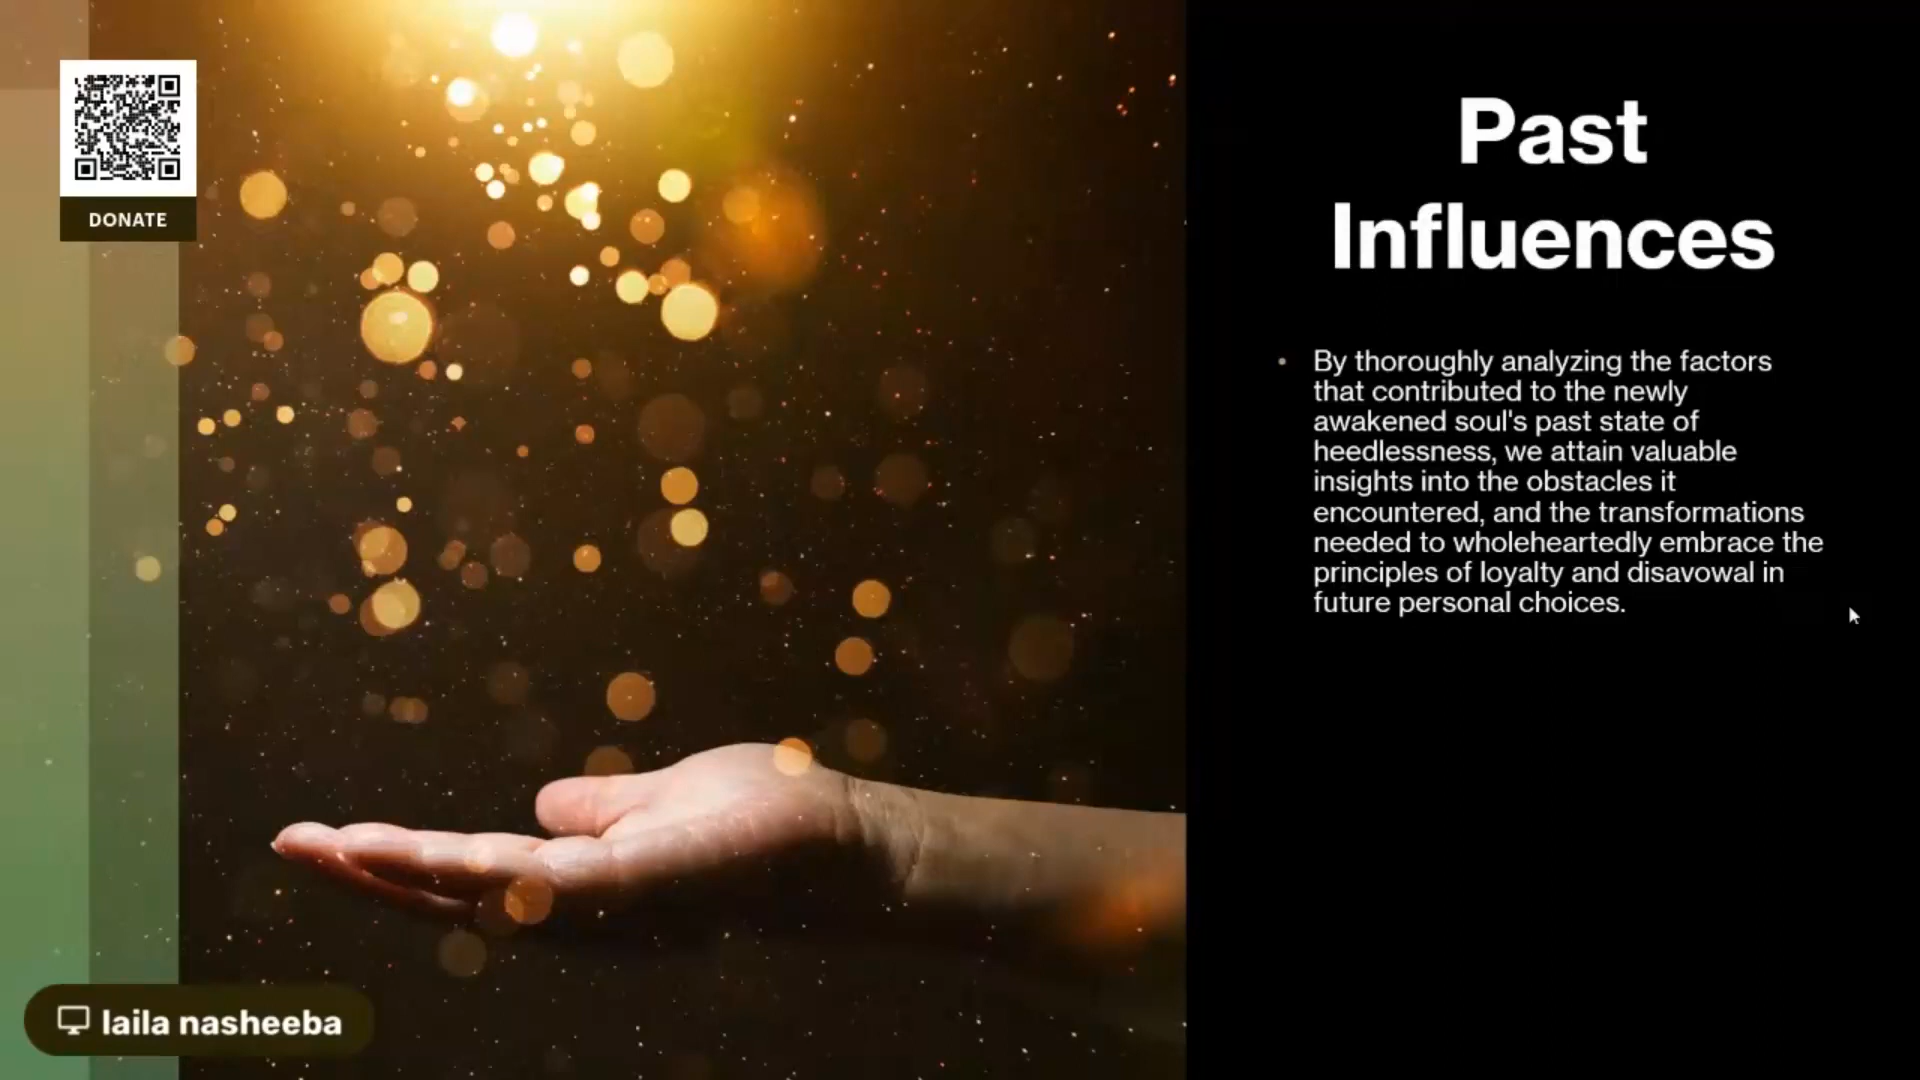 DONATE
Past
Influences
• By thoroughly analyzing the factors
that contributed to the newly
awakened soul's past state of
heedlessness, we attain valuable
insights into the obstacles it
encountered, and the transformations
needed to wholeheartedly embrace the
principles of loyalty and disavowal in
future personal choices.
laila nasheeba